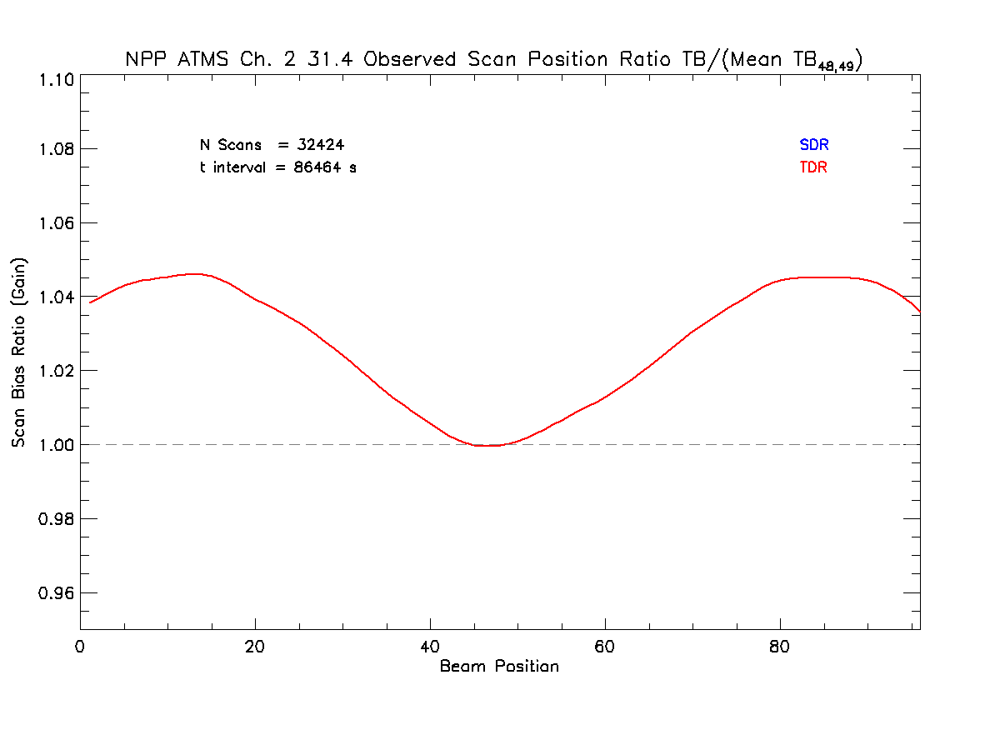 NPP ATMS Ch. 2 31.4 Observed Scan Position Ratio TB/(Mean TB48,49)
1.10
1.08
1.06
1.04
1.02
1.00
0.98
0.96
Scan Bias Ratio (Gain)
N Scans = 32424
t interval = 86464 s
SDR
TDR
0 20 40 60 80
Beam Position